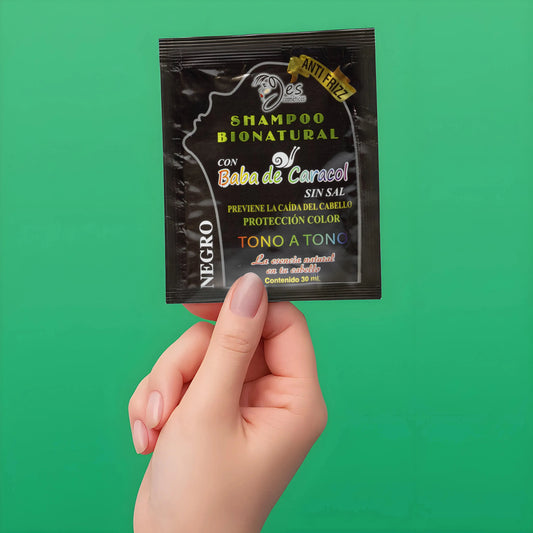 Jes
ANTI FRIZZ
SHAMPOO
BIONATURAL
CON
Baba de Caracol
SIN SAL
PREVIENE LA CAÍDA DEL CABELLO
PROTECCIÓN COLOR
TONO A TONO
La esencia natural
en tu cabello
Contenido 30 ml.
NEGRO